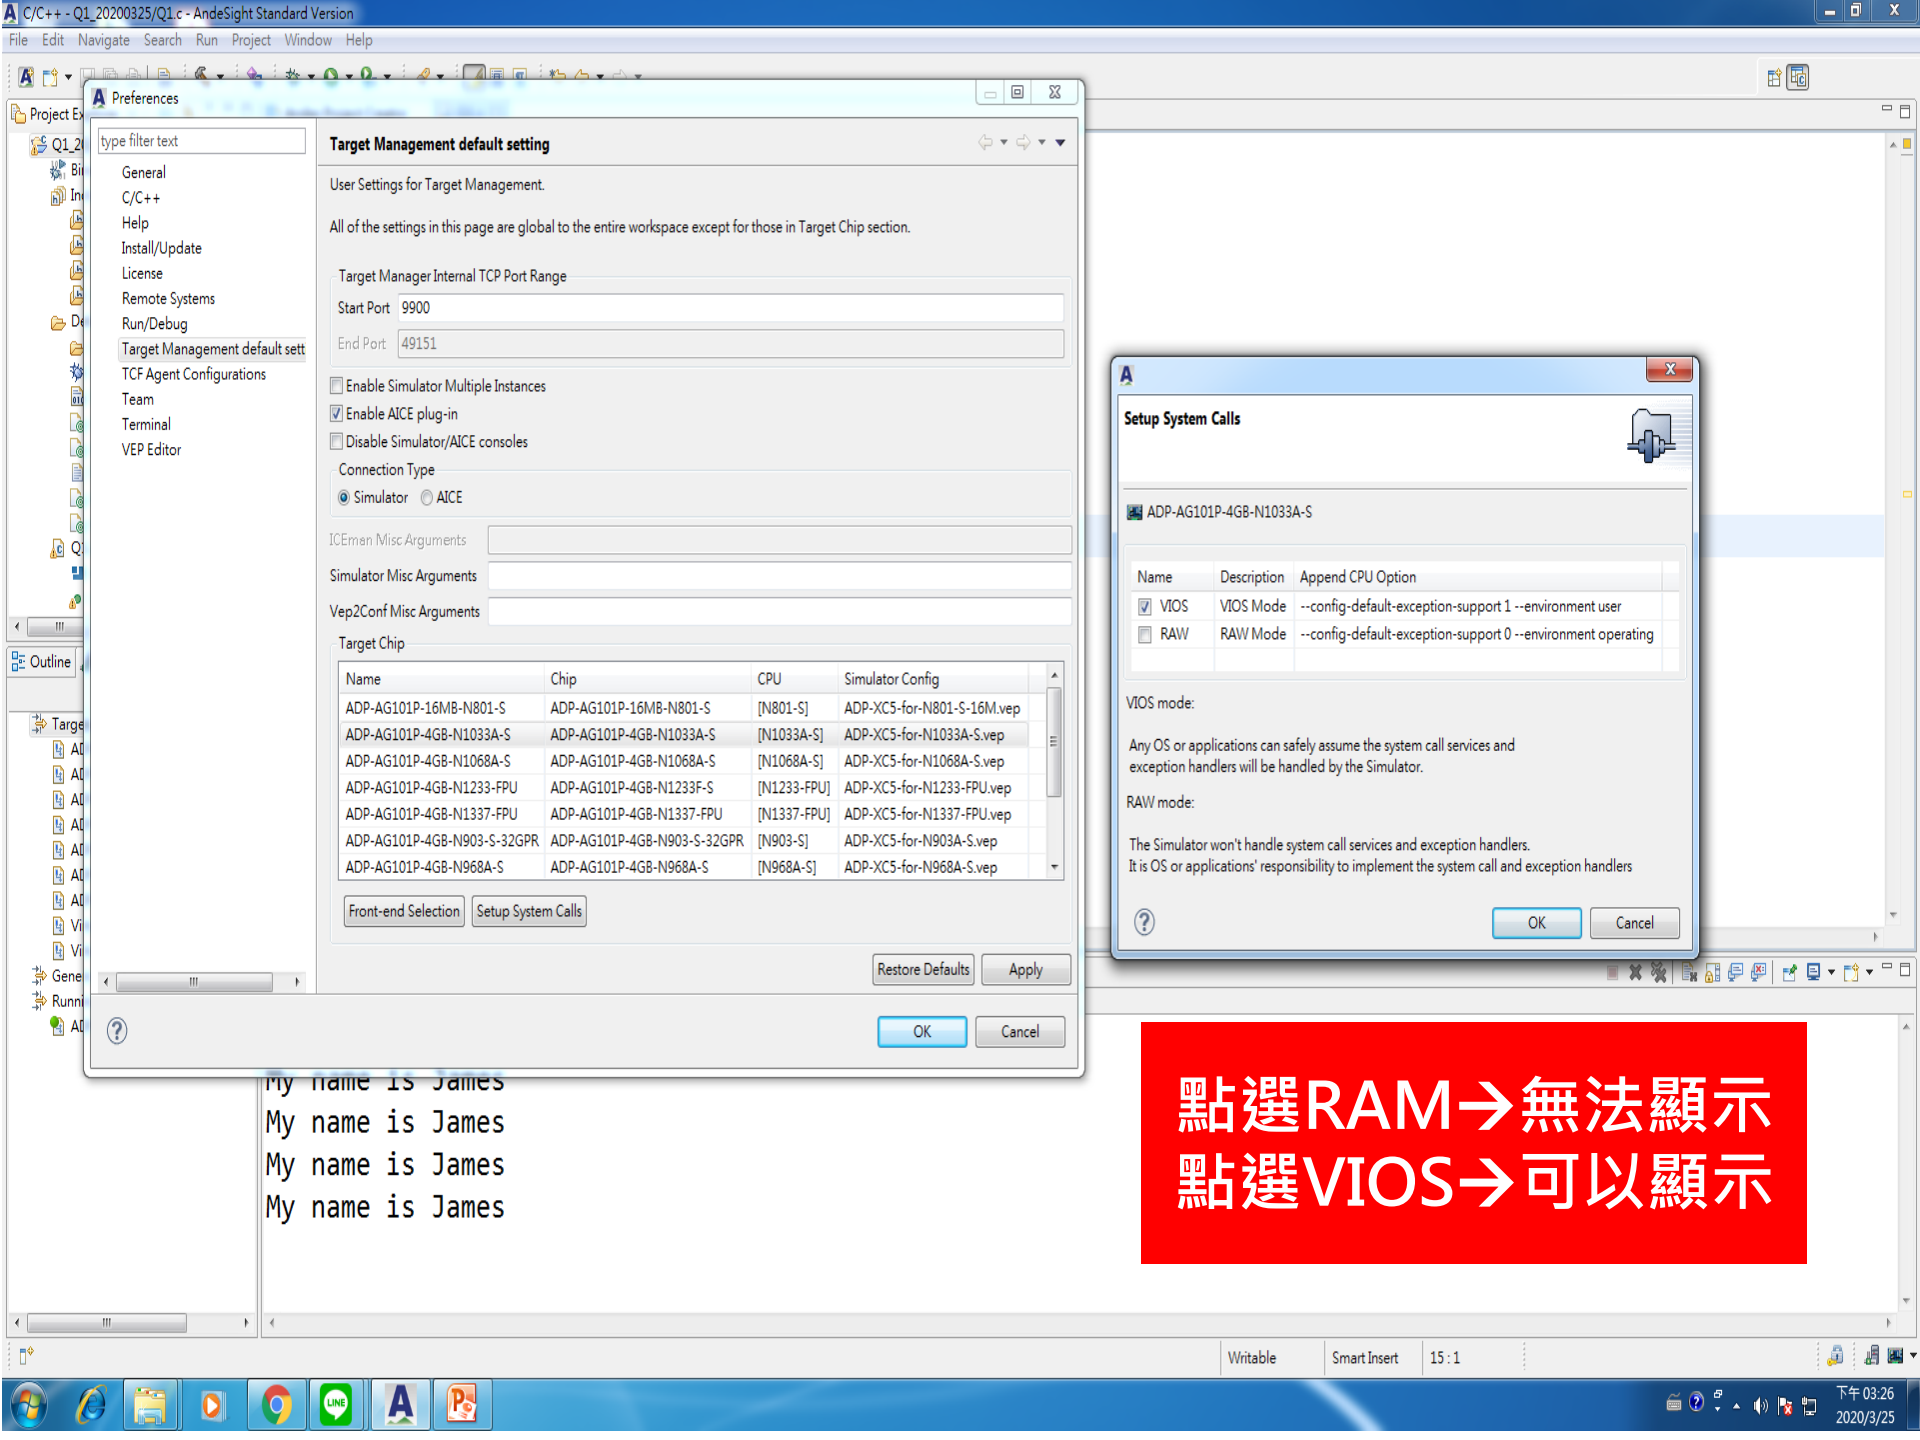 C/C++ - Q1_20200325/Q1.c - AndeSight Standard Version
File Edit Navigate Search Run Project Window Help
Preferences
Project Ex
type filter text
General
C/C++
Help
Install/Update
License
Remote Systems
Run/Debug
Target Management default sett
TCF Agent Configurations
Team
Terminal
VEP Editor
Target Management default setting
User Settings for Target Management.
All of the settings in this page are global to the entire workspace except for those in Target Chip section.
Target Manager Internal TCP Port Range
Start Port 9900
End Port 49151
Enable Simulator Multiple Instances
Enable AICE plug-in
Disable Simulator/AICE consoles
Connection Type
Simulator AICE
ICEman Misc Arguments
Simulator Misc Arguments
Vep2Conf Misc Arguments
Target Chip
Name Chip CPU Simulator Config
ADP-AG101P-16MB-N801-S ADP-AG101P-16MB-N801-S [N801-S] ADP-XC5-for-N801-S-16M.vep
ADP-AG101P-4GB-N1033A-S ADP-AG101P-4GB-N1033A-S [N1033A-S] ADP-XC5-for-N1033A-S.vep
ADP-AG101P-4GB-N1068A-S ADP-AG101P-4GB-N1068A-S [N1068A-S] ADP-XC5-for-N1068A-S.vep
ADP-AG101P-4GB-N1233-FPU ADP-AG101P-4GB-N1233F-S [N1233-FPU] ADP-XC5-for-N1233-FPU.vep
ADP-AG101P-4GB-N1337-FPU ADP-AG101P-4GB-N1337-FPU [N1337-FPU] ADP-XC5-for-N1337-FPU.vep
ADP-AG101P-4GB-N903-S-32GPR ADP-AG101P-4GB-N903-S-32GPR [N903-S] ADP-XC5-for-N903A-S.vep
ADP-AG101P-4GB-N968A-S ADP-AG101P-4GB-N968A-S [N968A-S] ADP-XC5-for-N968A-S.vep
Front-end Selection Setup System Calls
Restore Defaults Apply
OK Cancel
Setup System Calls
ADP-AG101P-4GB-N1033A-S
Name Description Append CPU Option
VIOS VIOS Mode --config-default-exception-support 1 --environment user
RAW RAW Mode --config-default-exception-support 0 --environment operating
VIOS mode:
Any OS or applications can safely assume the system call services and
exception handlers will be handled by the Simulator.
RAW mode:
The Simulator won't handle system call services and exception handlers.
It is OS or applications' responsibility to implement the system call and exception handlers
OK Cancel
Outline
My name is James
My name is James
My name is James
My name is James
點選RAM→無法顯示
點選VIOS→可以顯示
Writable Smart Insert 15 : 1
下午 03:26
2020/3/25